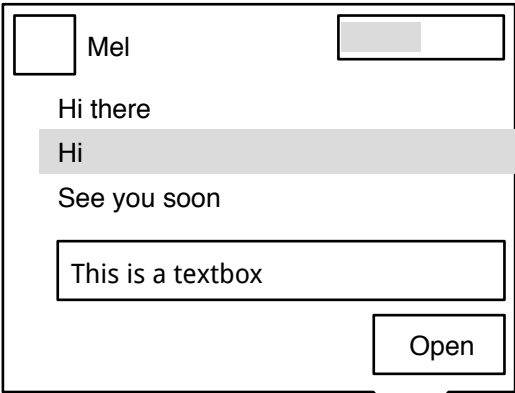 Mel
Hi there
Hi
See you soon
This is a textbox
Open